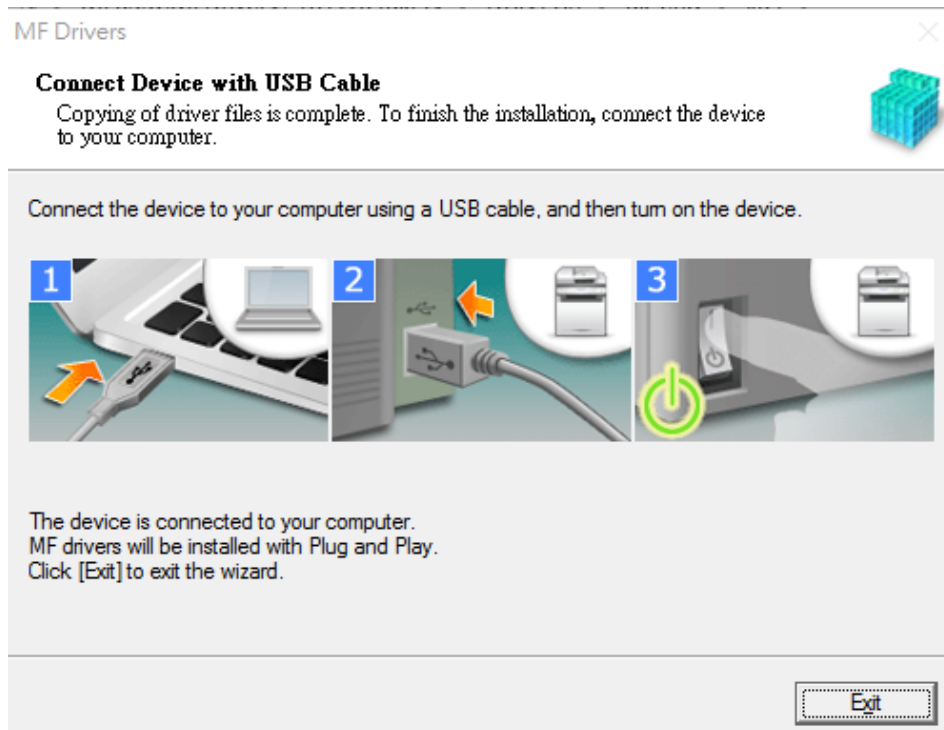 MF Drivers
Connect Device with USB Cable
Copying of driver files is complete. To finish the installation, connect the device
to your computer.
Connect the device to your computer using a USB cable, and then turn on the device.
1
2
3
The device is connected to your computer.
MF drivers will be installed with Plug and Play.
Click [Exit] to exit the wizard.
Exit